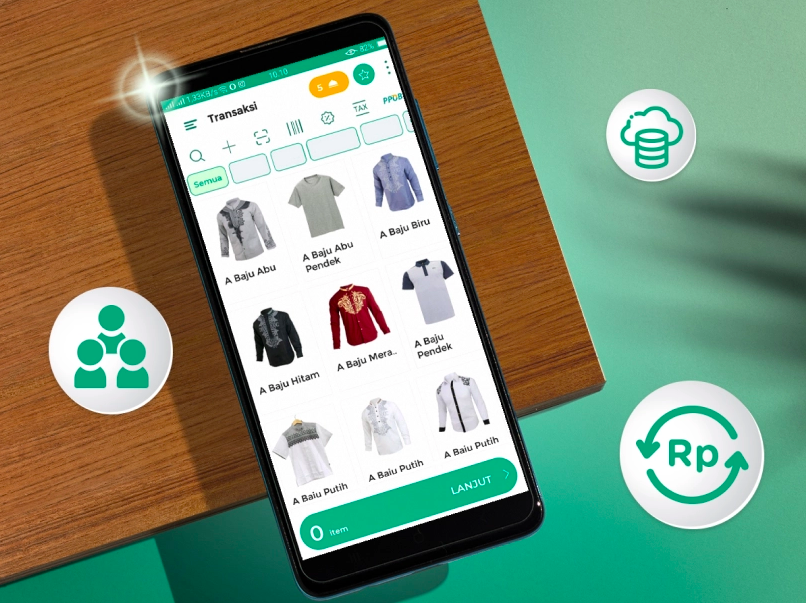 1,33KB/s
10.10
82%
Transaksi
5
TAX
Semua
A Baju Abu
A Baju Abu
Pendek
A Baju Biru
A Baju Hitam
A Baju Mera..
A Baju
Pendek
A Baju Putih
A Baju Putih
A Baju Putih
0 Item
LANJUT
Rp